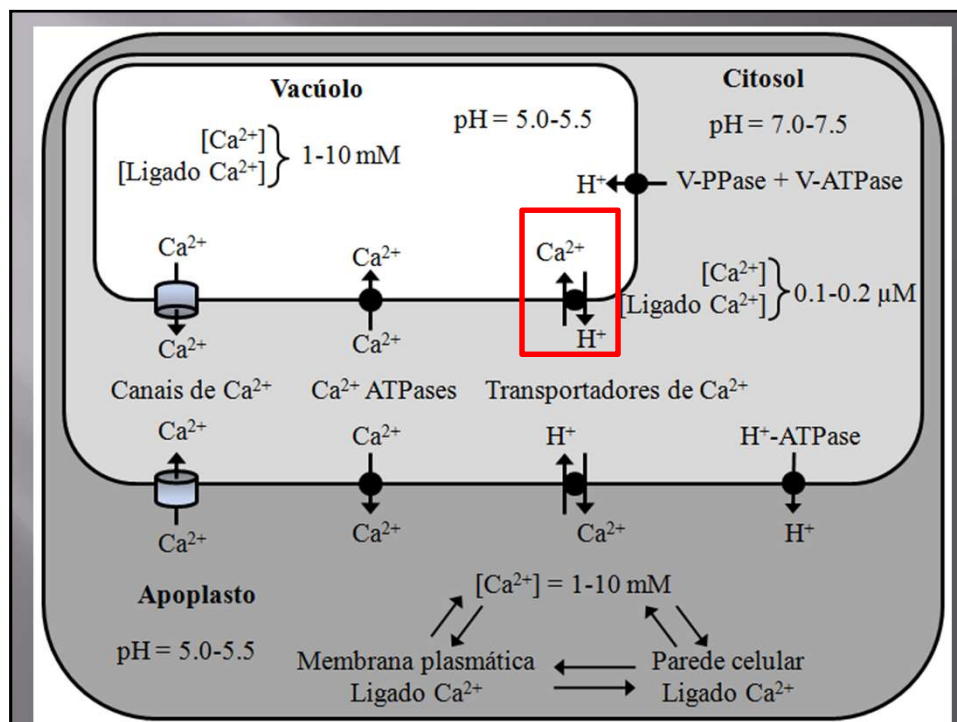 Vacúolo
Citosol
pH = 5.0-5.5
pH = 7.0-7.5
[Ca²⁺]
[Ligado Ca²⁺]
1-10 mM
H⁺
V-PPase + V-ATPase
Ca²⁺
Ca²⁺
Ca²⁺
[Ca²⁺]
[Ligado Ca²⁺]
0.1-0.2 µM
Ca²⁺
Ca²⁺
H⁺
Canais de Ca²⁺
Ca²⁺ ATPases
Transportadores de Ca²⁺
Ca²⁺
Ca²⁺
H⁺
H⁺-ATPase
Ca²⁺
Ca²⁺
Ca²⁺
H⁺
Apoplasto
[Ca²⁺] = 1-10 mM
pH = 5.0-5.5
Membrana plasmática
Ligado Ca²⁺
Parede celular
Ligado Ca²⁺